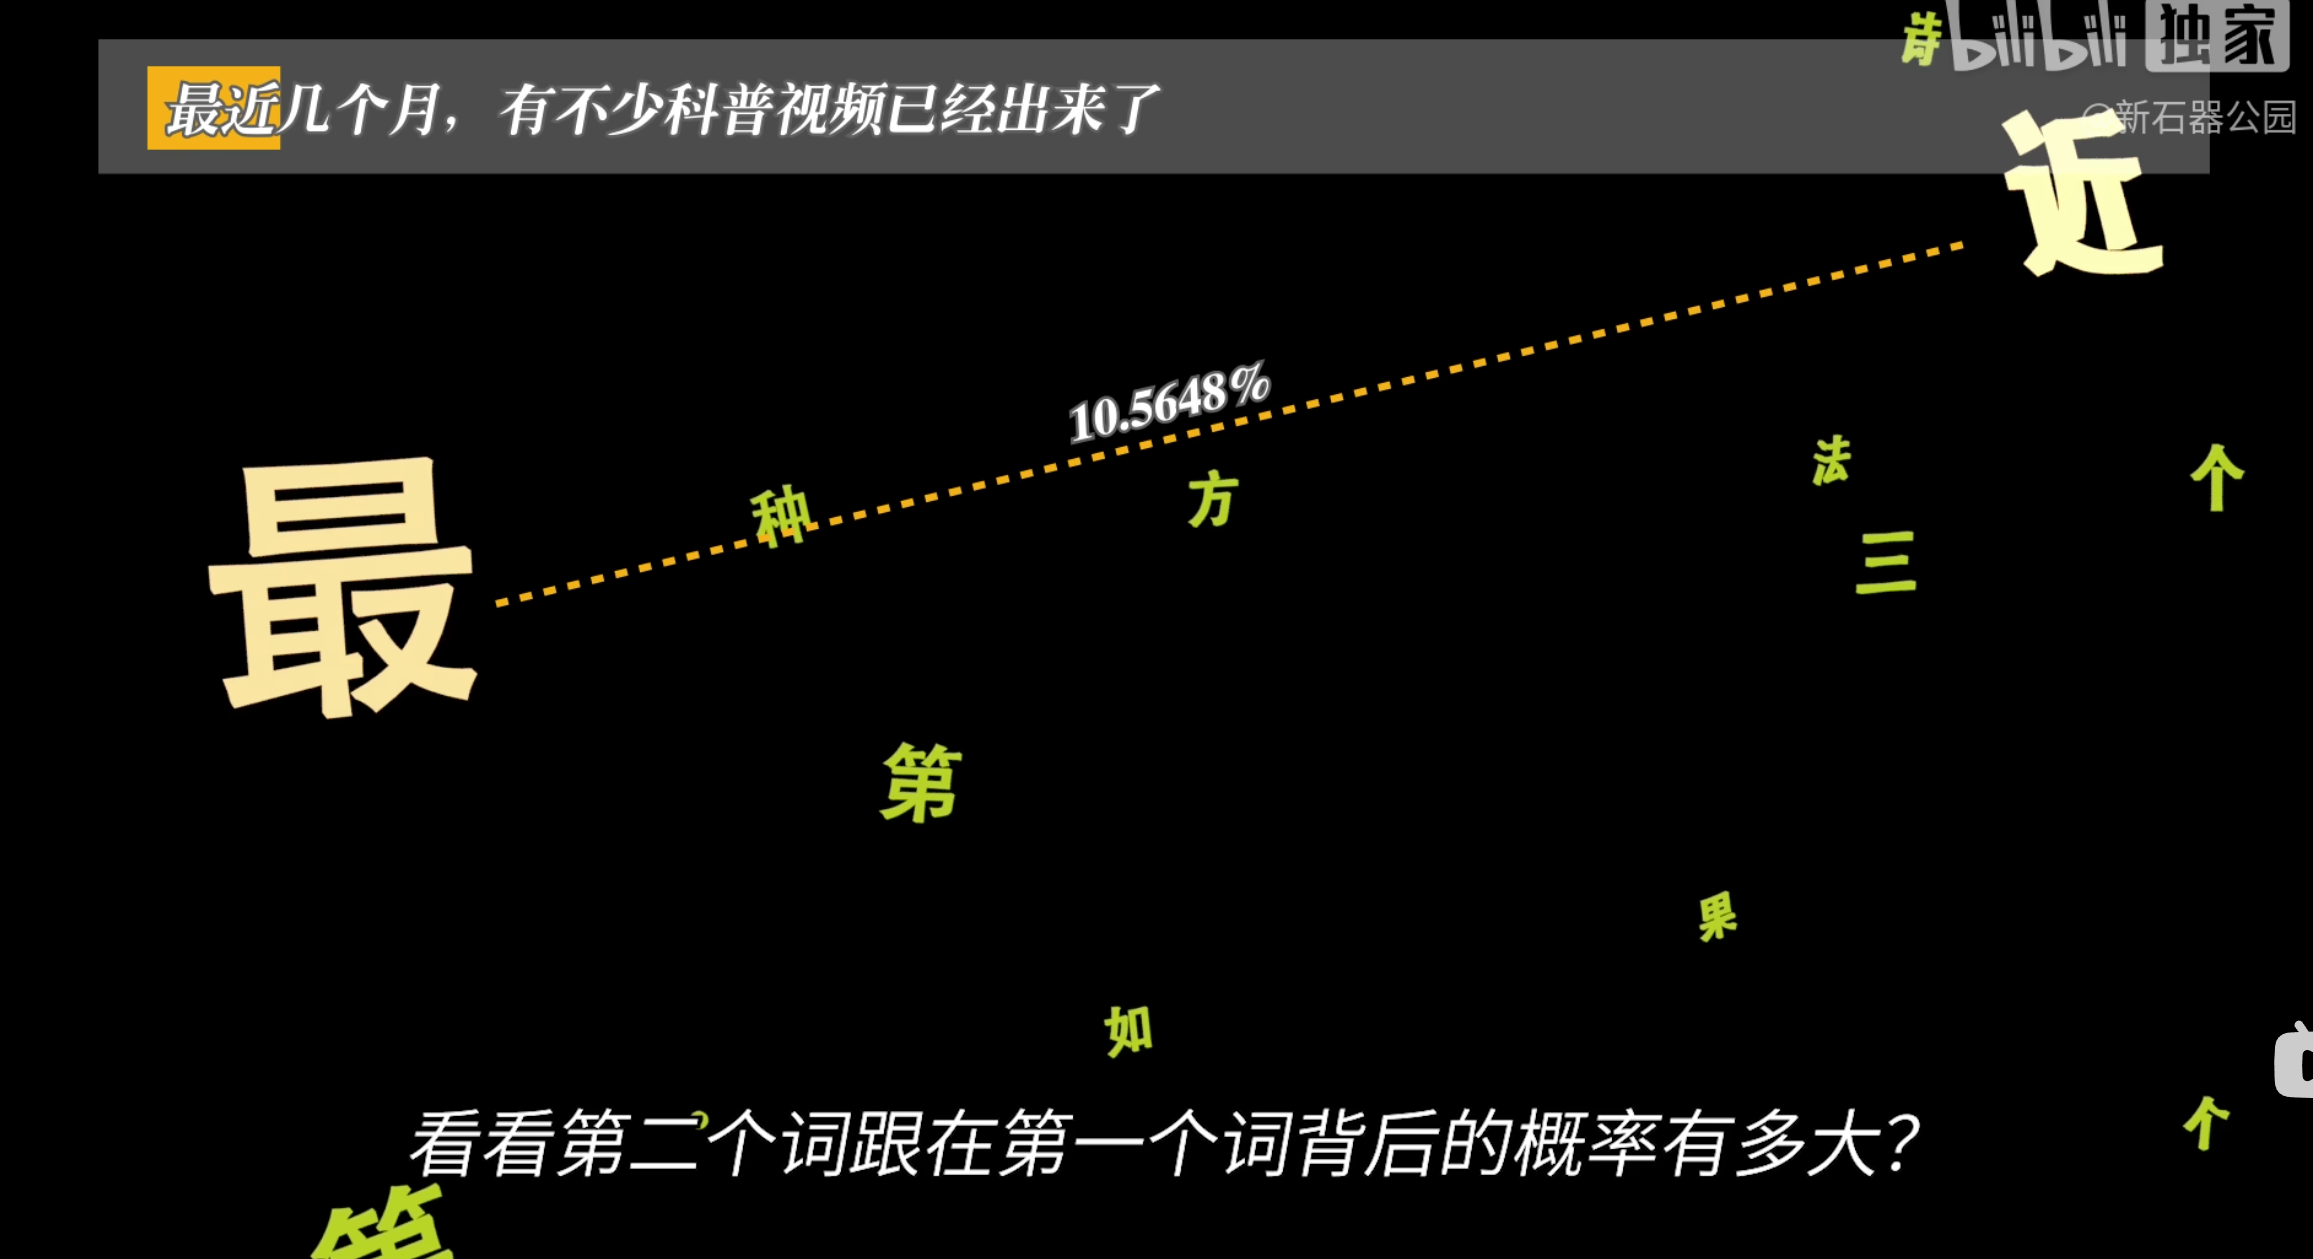 bilibili 独家
最近几个月，有不少科普视频已经出来了
@新石器公园
近
10.5648%
最
种
方
法
个
三
第
果
如
看看第二个词跟在第一个词背后的概率有多大？
个
第